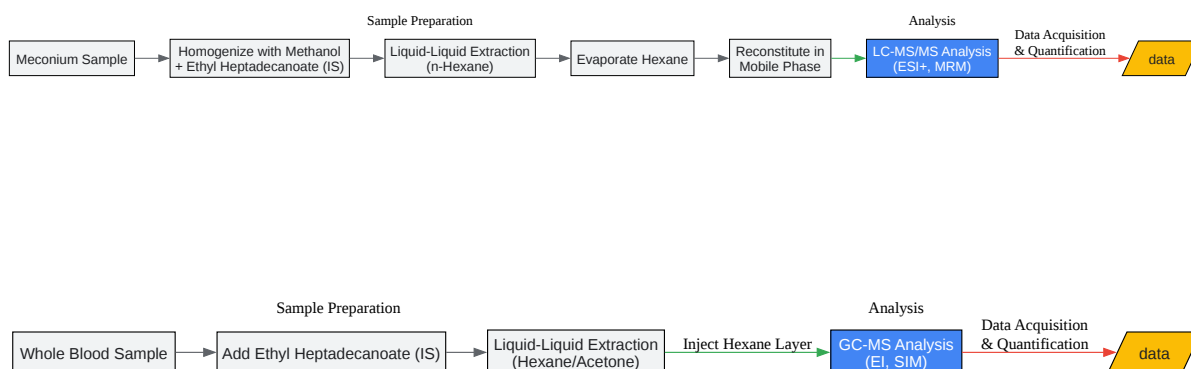 Sample Preparation
Analysis
Meconium Sample
Homogenize with Methanol
+ Ethyl Heptadecanoate (IS)
Liquid-Liquid Extraction
(n-Hexane)
Evaporate Hexane
Reconstitute in
Mobile Phase
LC-MS/MS Analysis
(ESI+, MRM)
Data Acquisition
& Quantification
data
Sample Preparation
Analysis
Whole Blood Sample
Add Ethyl Heptadecanoate (IS)
Liquid-Liquid Extraction
(Hexane/Acetone)
Inject Hexane Layer
GC-MS Analysis
(EI, SIM)
Data Acquisition
& Quantification
data